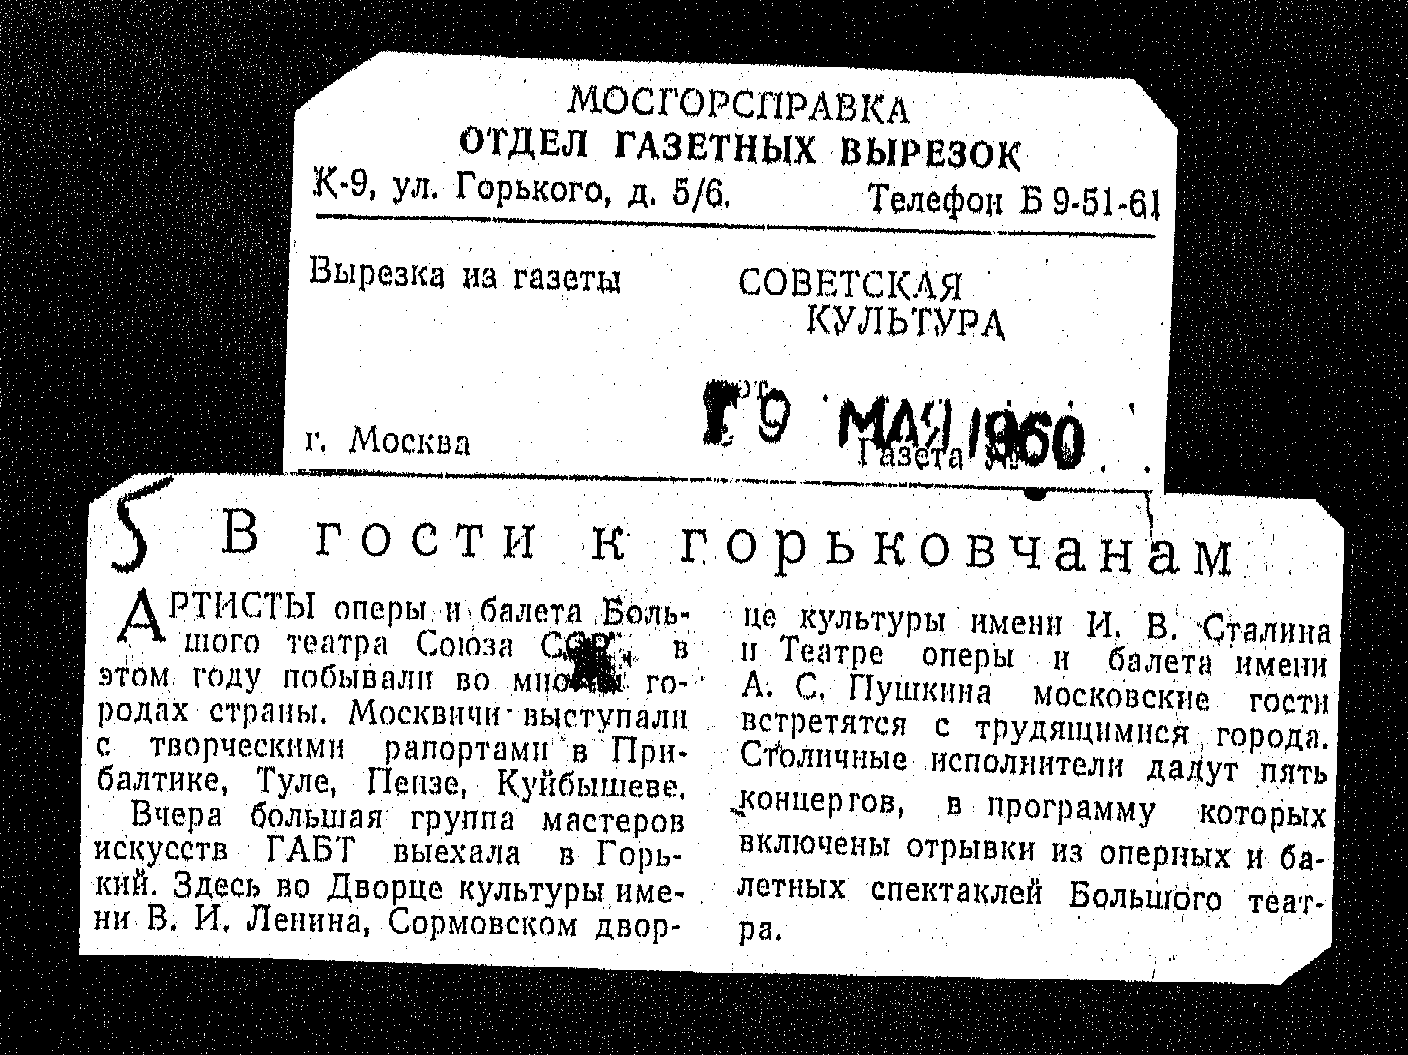 МОСГОРСПРАВКА
ОТДЕЛ ГАЗЕТНЫХ ВЫРЕЗОК
К-9, ул. Горького, д. 5/6. Телефон Б 9-51-61
Вырезка из газеты
СОВЕТСКАЯ
КУЛЬТУРА
9 МАЯ 1960
г. Москва
Газета №
5
В гости к горьковчанам
АРТИСТЫ оперы и балета Боль-
шого театра Союза ССР в
этом году побывали во многих го-
родах страны. Москвичи выступали
с творческими рапортами в При-
балтике, Туле, Пензе, Куйбышеве.
Вчера большая группа мастеров
искусств ГАБТ выехала в Горь-
кий. Здесь во Дворце культуры име-
ни В. И. Ленина, Сормовском двор-
це культуры имени И. В. Сталина
и Театре оперы и балета имени
А. С. Пушкина московские гости
встретятся с трудящимися города.
Столичные исполнители дадут пять
концертов, в программу которых
включены отрывки из оперных и ба-
летных спектаклей Большого теат-
ра.